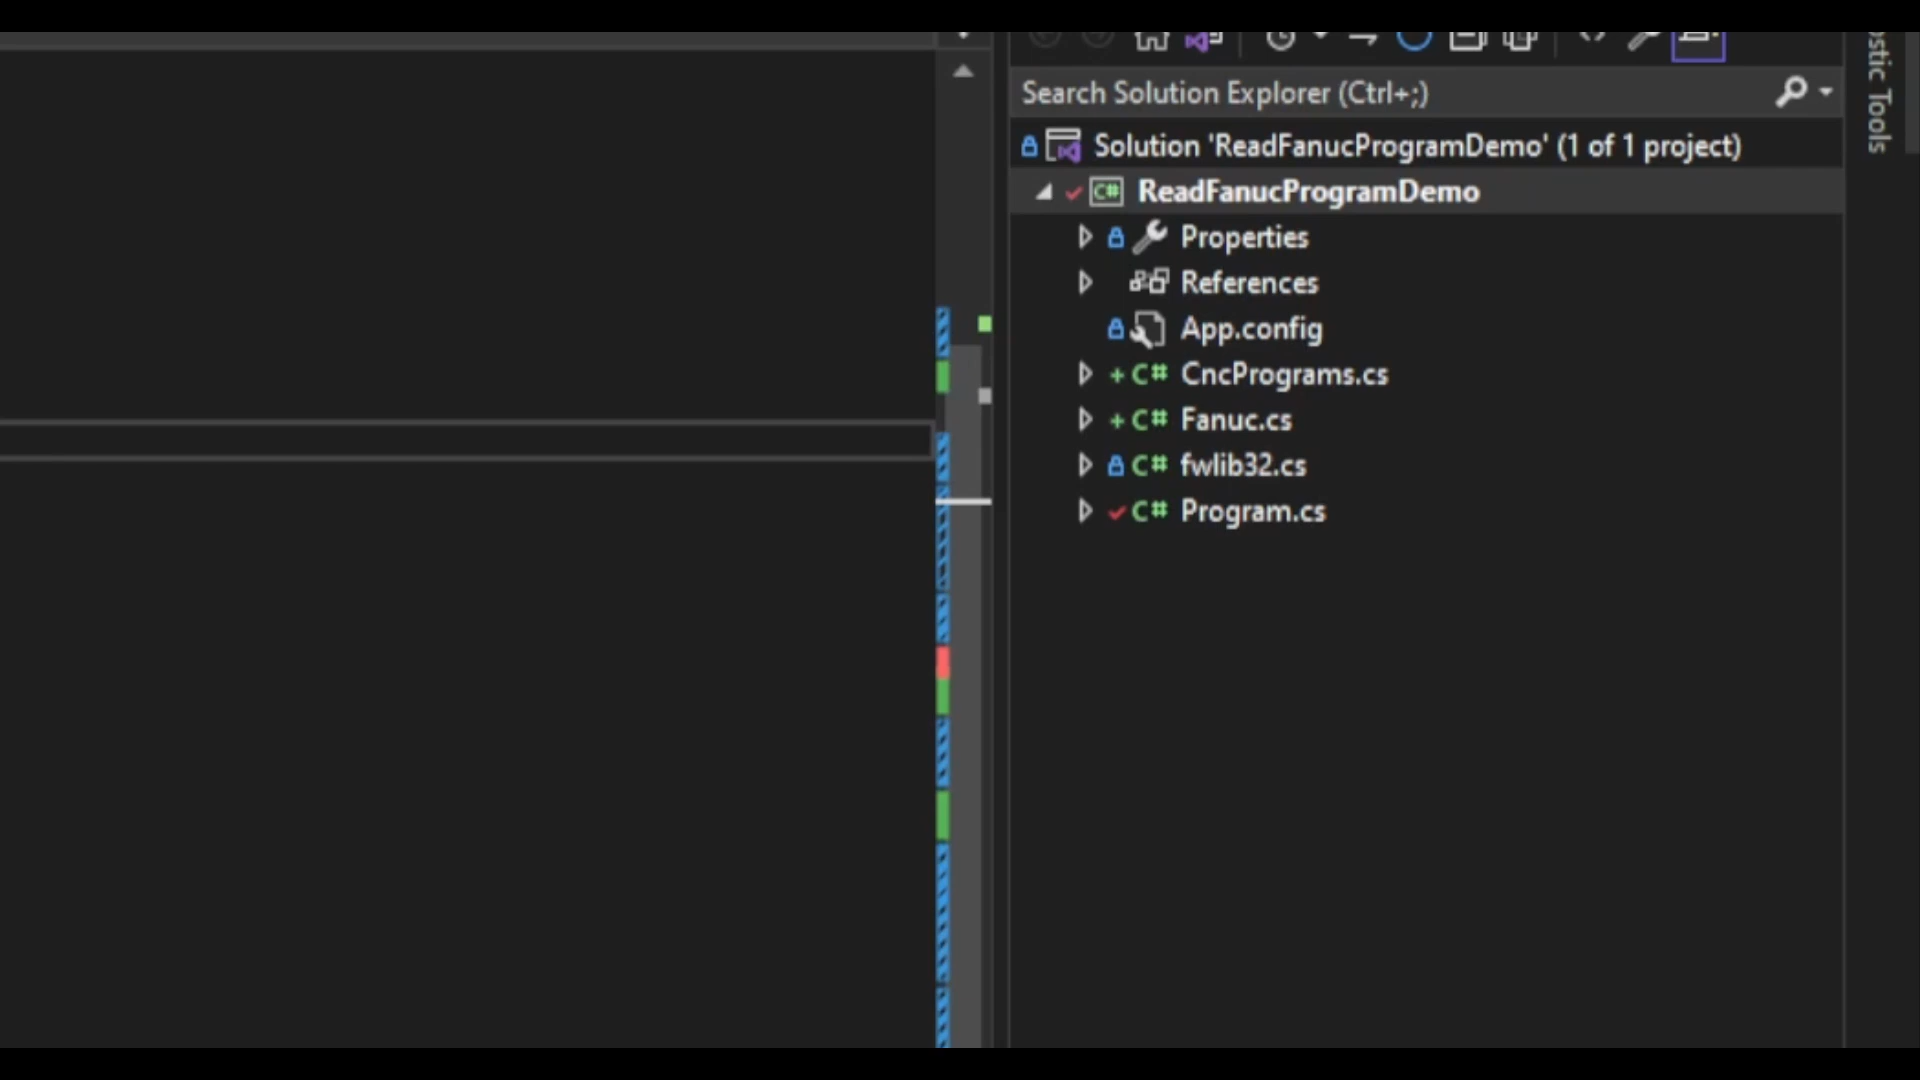 Search Solution Explorer (Ctrl+;)
Solution 'ReadFanucProgramDemo' (1 of 1 project)
C# ReadFanucProgramDemo
Properties
References
App.config
+ C# CncPrograms.cs
+ C# Fanuc.cs
C# fwlib32.cs
C# Program.cs
Tools